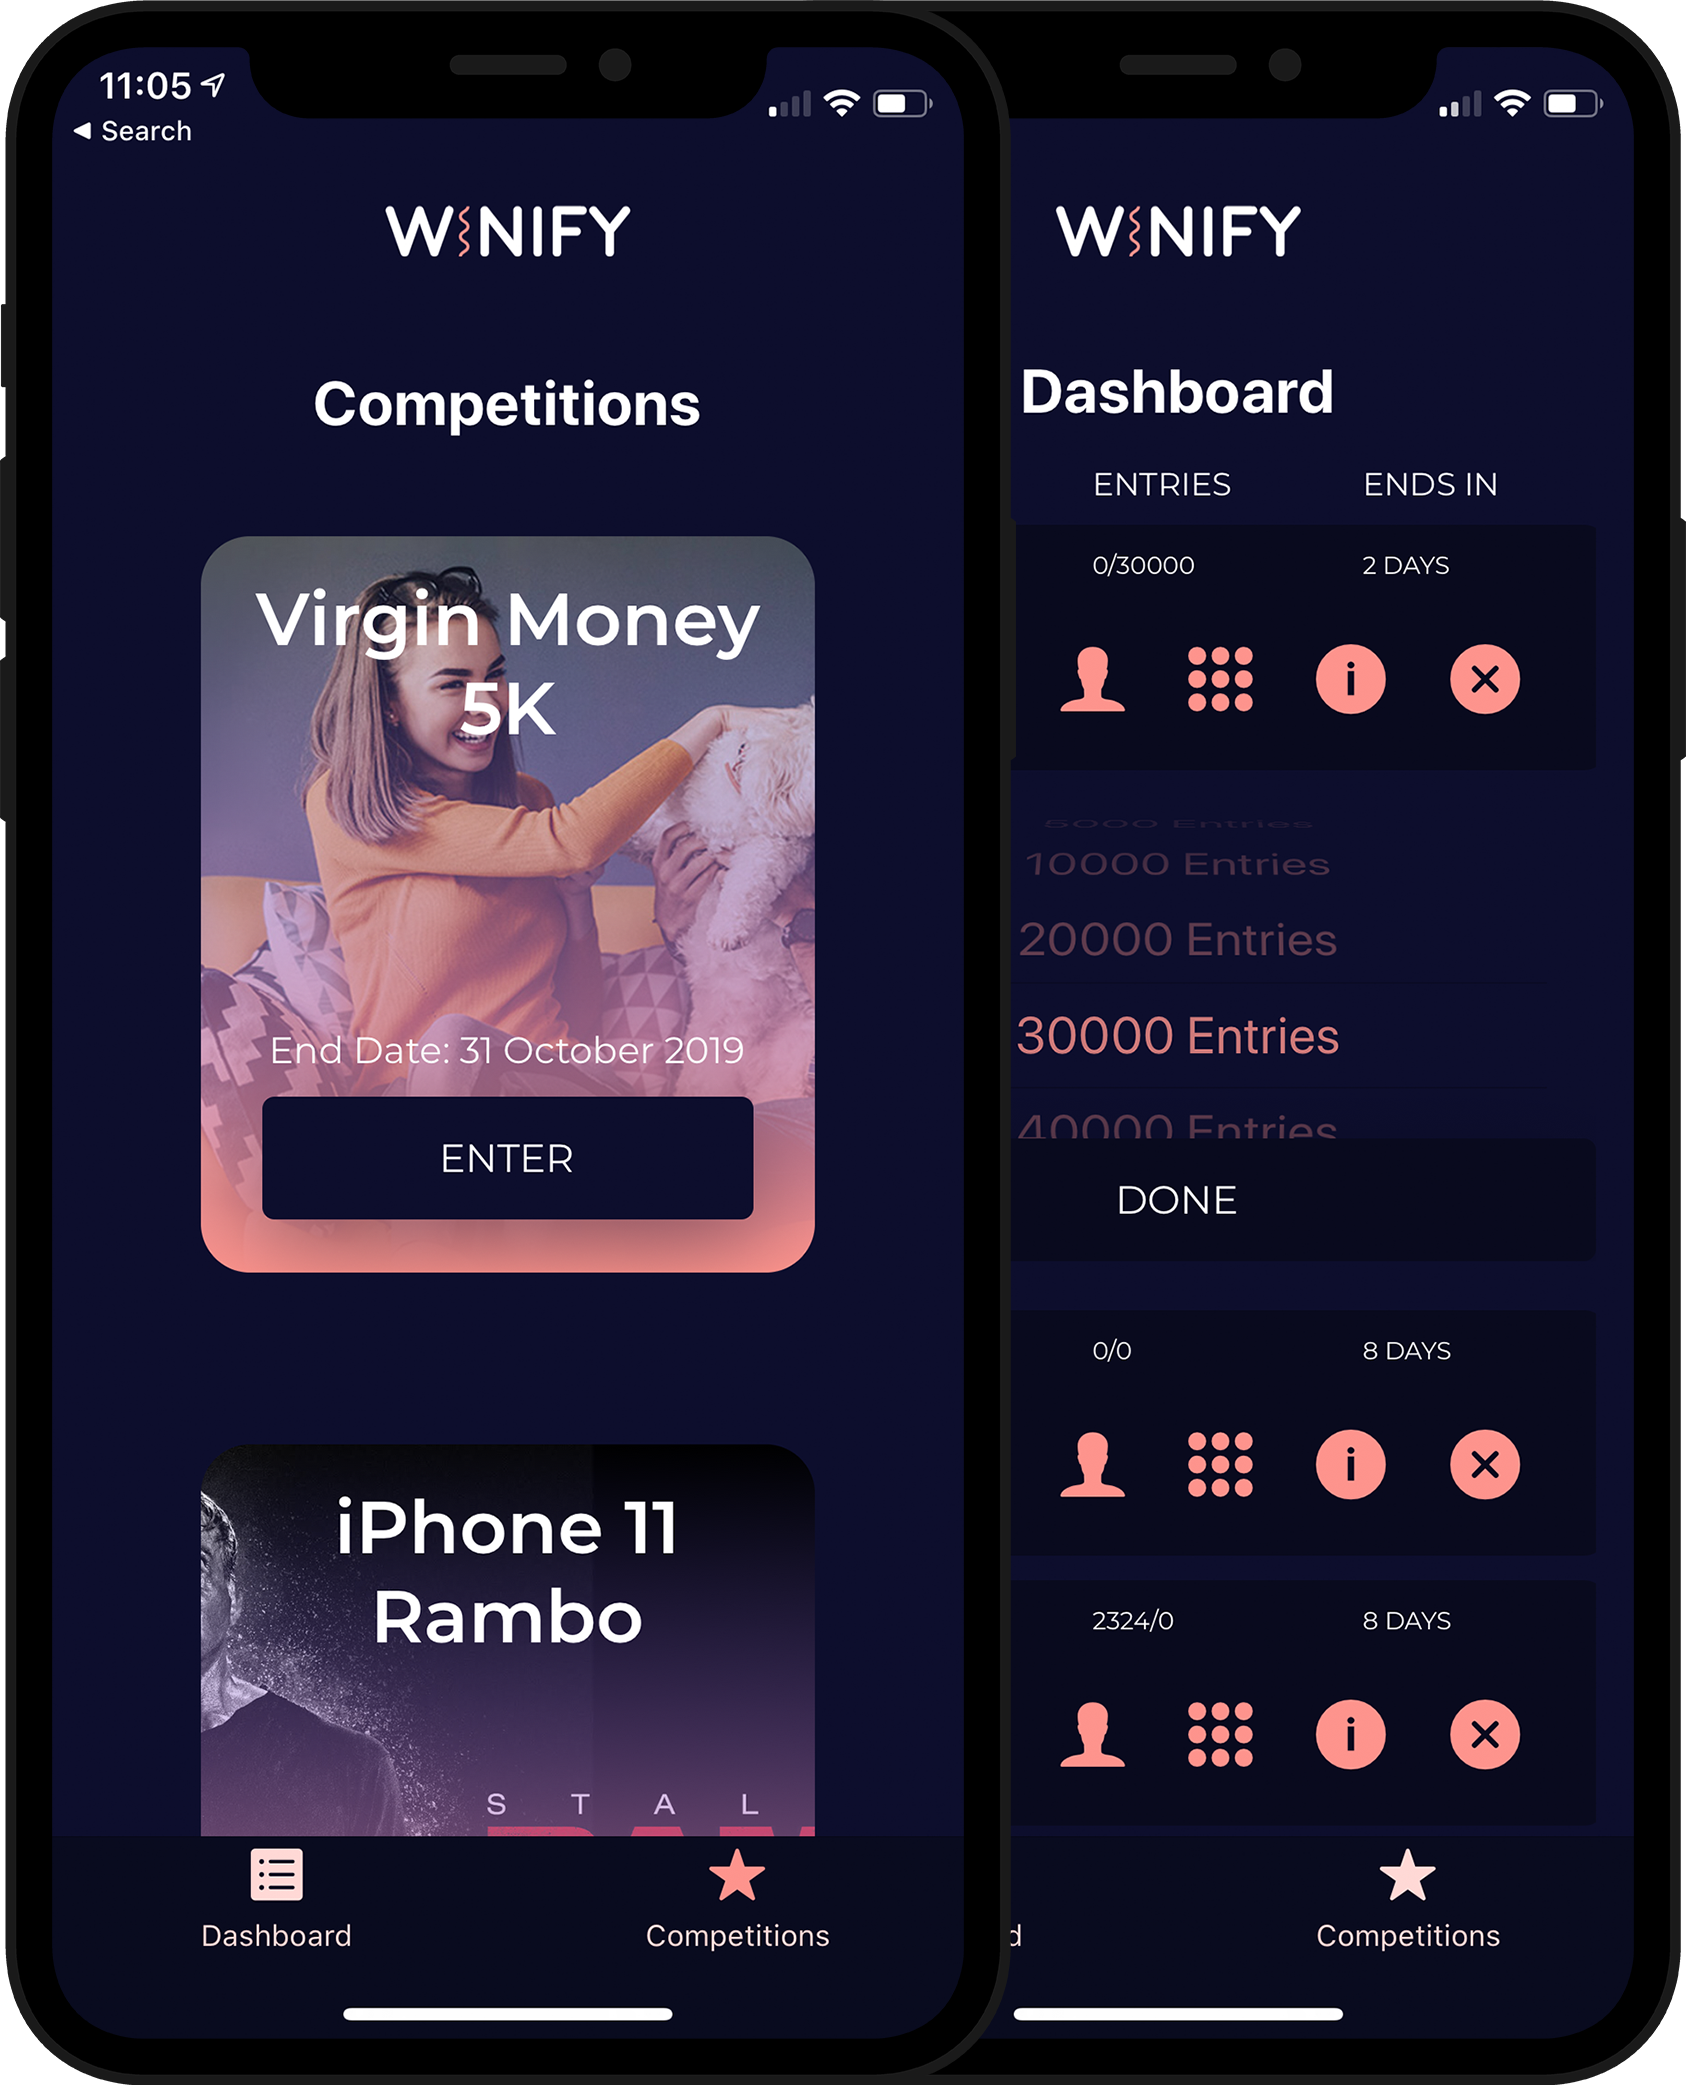 11:05
Search
WINIFY
Competitions
Virgin Money
5K
End Date: 31 October 2019
ENTER
iPhone 11
Rambo
S T A L
Dashboard
Competitions
WINIFY
Dashboard
ENTRIES ENDS IN
0/30000 2 DAYS
i
5000 Entries
10000 Entries
20000 Entries
30000 Entries
40000 Entries
DONE
0/0 8 DAYS
i
2324/0 8 DAYS
i
d
Competitions